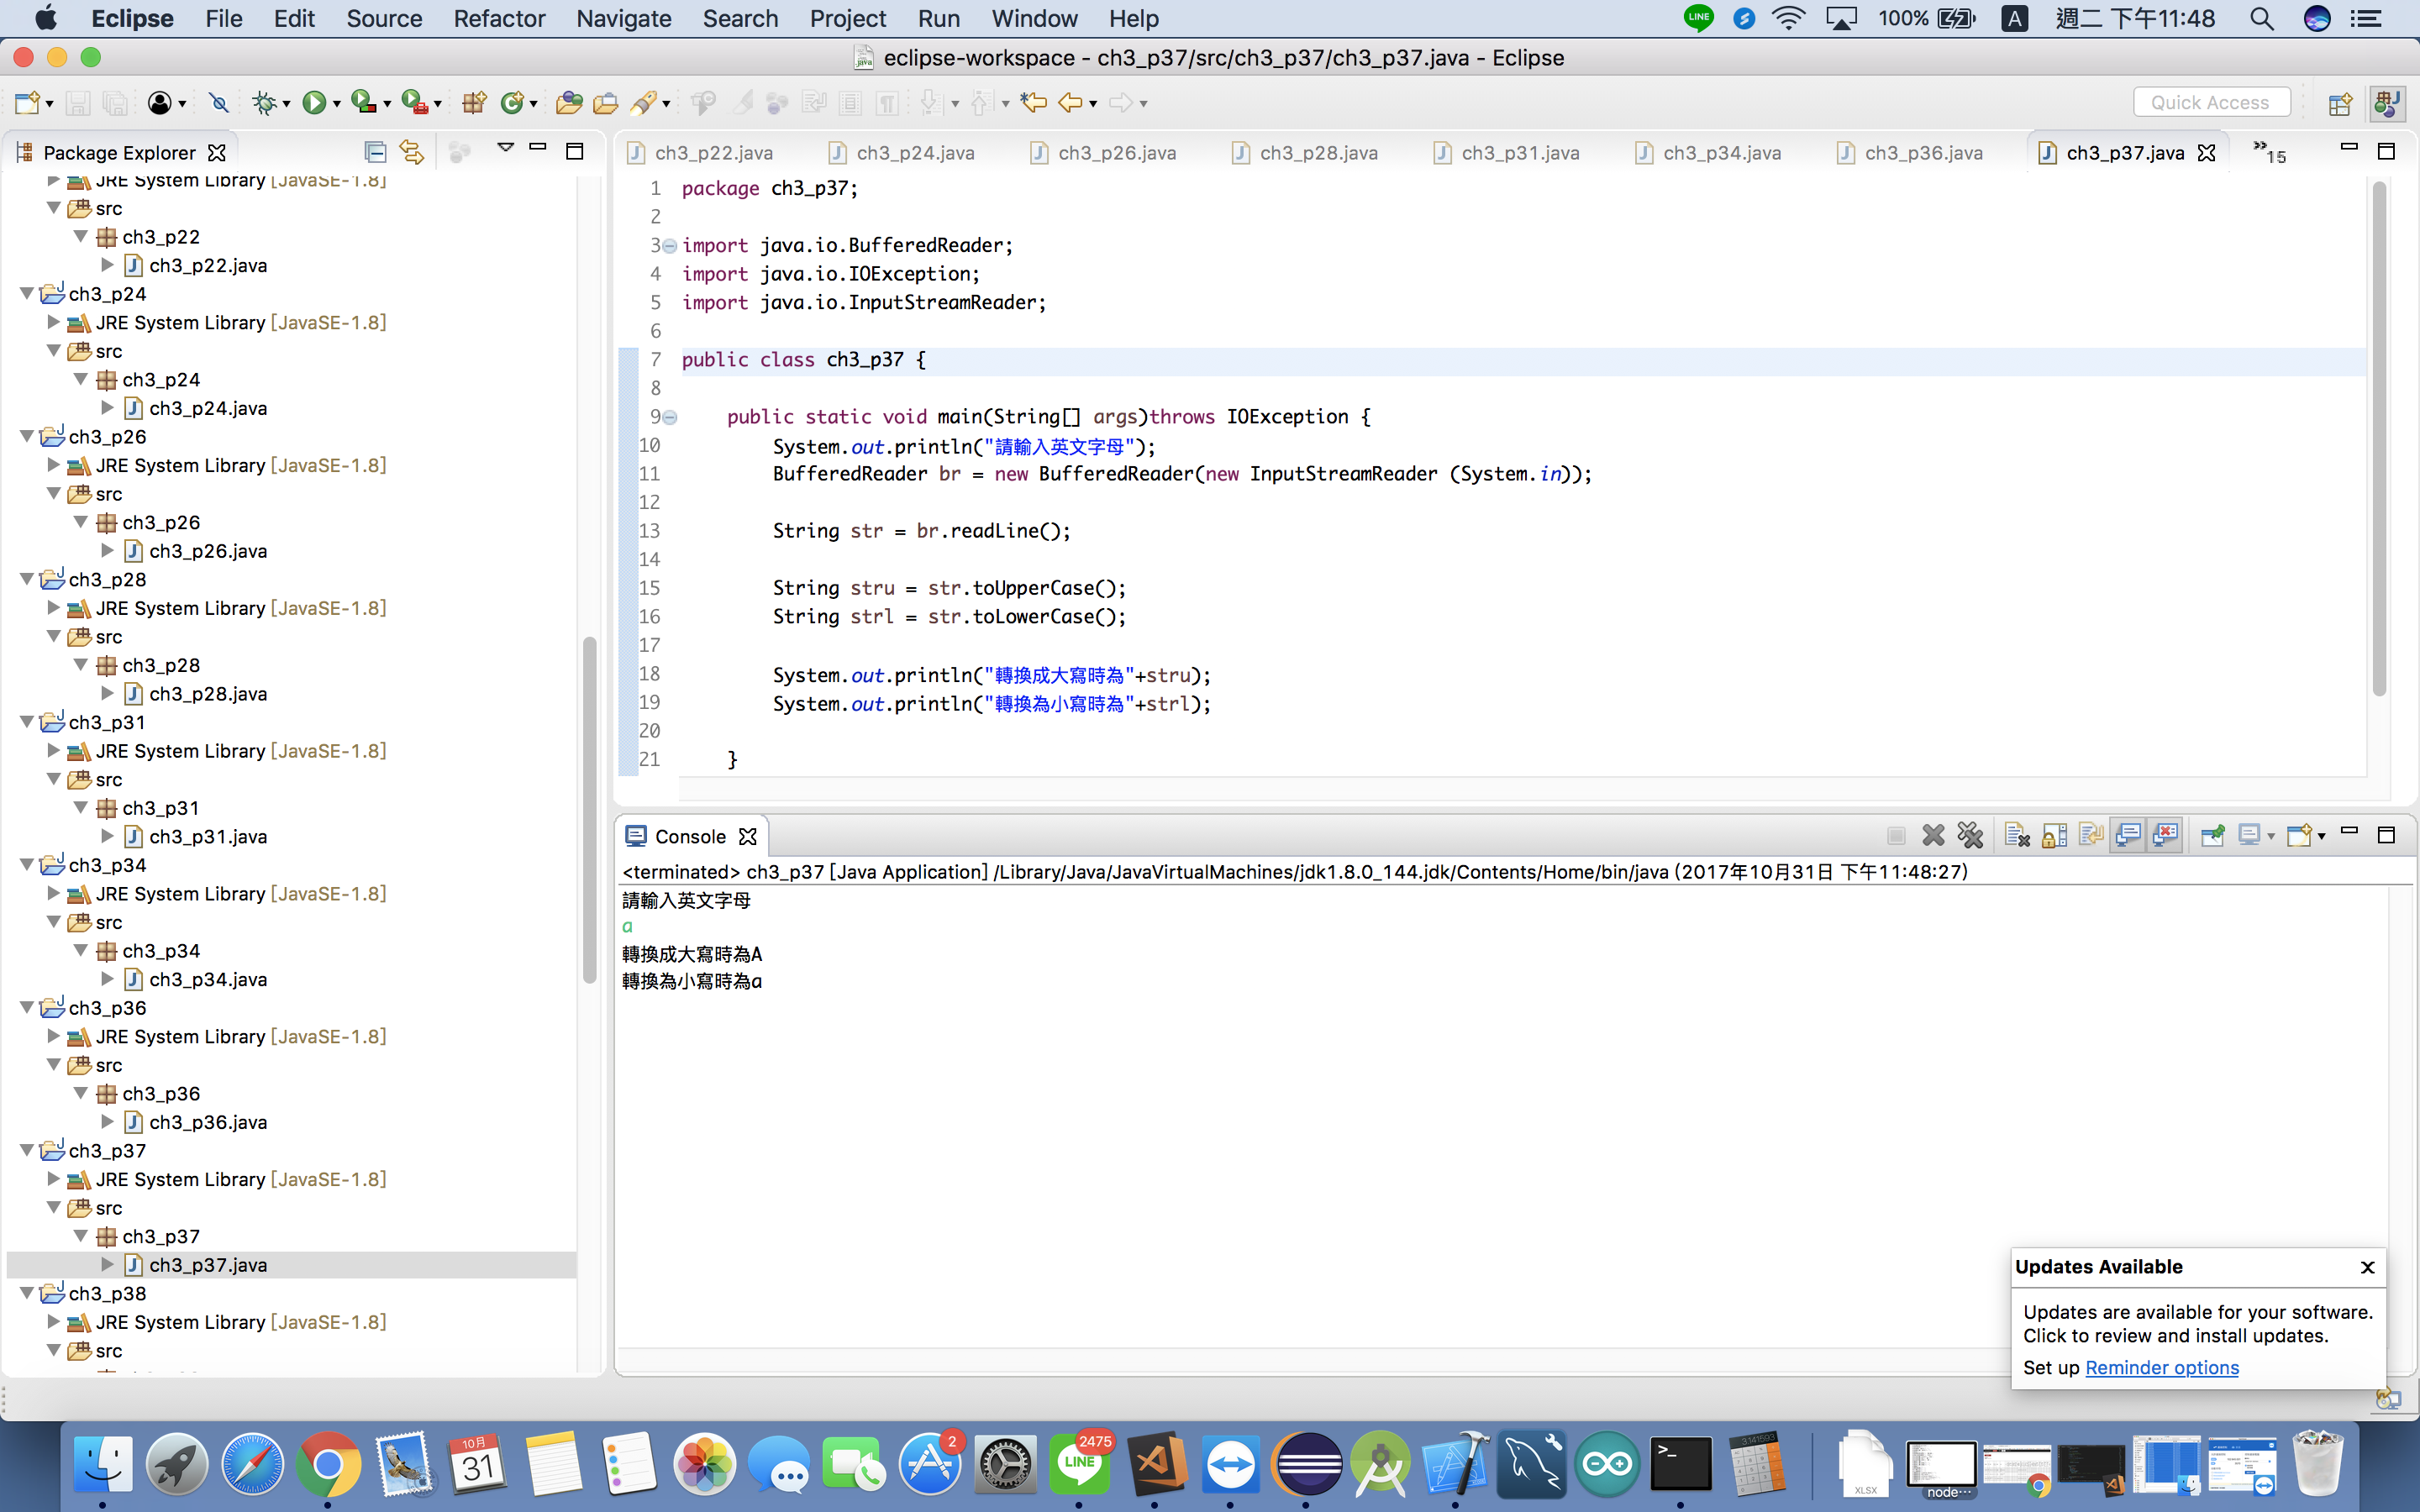 Eclipse File Edit Source Refactor Navigate Search Project Run Window Help LINE 100% A 週二 下午11:48
eclipse-workspace - ch3_p37/src/ch3_p37/ch3_p37.java - Eclipse
Quick Access
Package Explorer
JRE System Library [JavaSE-1.8]
src
ch3_p22
ch3_p22.java
ch3_p24
JRE System Library [JavaSE-1.8]
src
ch3_p24
ch3_p24.java
ch3_p26
JRE System Library [JavaSE-1.8]
src
ch3_p26
ch3_p26.java
ch3_p28
JRE System Library [JavaSE-1.8]
src
ch3_p28
ch3_p28.java
ch3_p31
JRE System Library [JavaSE-1.8]
src
ch3_p31
ch3_p31.java
ch3_p34
JRE System Library [JavaSE-1.8]
src
ch3_p34
ch3_p34.java
ch3_p36
JRE System Library [JavaSE-1.8]
src
ch3_p36
ch3_p36.java
ch3_p37
JRE System Library [JavaSE-1.8]
src
ch3_p37
ch3_p37.java
ch3_p38
JRE System Library [JavaSE-1.8]
src
ch3_p22.java ch3_p24.java ch3_p26.java ch3_p28.java ch3_p31.java ch3_p34.java ch3_p36.java ch3_p37.java »15
1 package ch3_p37;
2
3 import java.io.BufferedReader;
4 import java.io.IOException;
5 import java.io.InputStreamReader;
6
7 public class ch3_p37 {
8
9 public static void main(String[] args)throws IOException {
10 System.out.println("請輸入英文字母");
11 BufferedReader br = new BufferedReader(new InputStreamReader (System.in));
12
13 String str = br.readLine();
14
15 String stru = str.toUpperCase();
16 String strl = str.toLowerCase();
17
18 System.out.println("轉換成大寫時為"+stru);
19 System.out.println("轉換為小寫時為"+strl);
20
21 }
Console
<terminated> ch3_p37 [Java Application] /Library/Java/JavaVirtualMachines/jdk1.8.0_144.jdk/Contents/Home/bin/java (2017年10月31日 下午11:48:27)
請輸入英文字母
a
轉換成大寫時為A
轉換為小寫時為a
Updates Available
Updates are available for your software.
Click to review and install updates.
Set up Reminder options
10月
31
2
2475
LINE
>_
3.141593
XLSX
node…